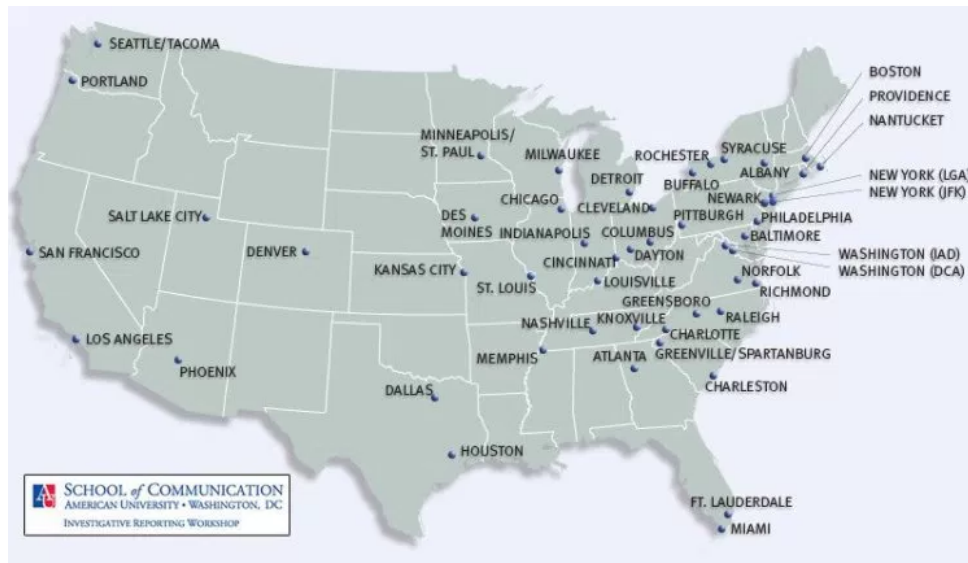 SEATTLE/TACOMA
PORTLAND
BOSTON
PROVIDENCE
NANTUCKET
MINNEAPOLIS/
ST. PAUL
MILWAUKEE
ROCHESTER
SYRACUSE
DETROIT
BUFFALO
ALBANY
NEW YORK (LGA)
NEW YORK (JFK)
CHICAGO
CLEVELAND
NEWARK
SALT LAKE CITY
DES
MOINES
INDIANAPOLIS
COLUMBUS
PITTBURGH
PHILADELPHIA
BALTIMORE
SAN FRANCISCO
DENVER
KANSAS CITY
CINCINNATI
DAYTON
WASHINGTON (IAD)
WASHINGTON (DCA)
ST. LOUIS
LOUISVILLE
NORFOLK
RICHMOND
GREENSBORO
NASHVILLE
KNOXVILLE
RALEIGH
LOS ANGELES
CHARLOTTE
PHOENIX
MEMPHIS
ATLANTA
GREENVILLE/SPARTANBURG
DALLAS
CHARLESTON
HOUSTON
AU
SCHOOL of COMMUNICATION
AMERICAN UNIVERSITY • WASHINGTON, DC
INVESTIGATIVE REPORTING WORKSHOP
FT. LAUDERDALE
MIAMI